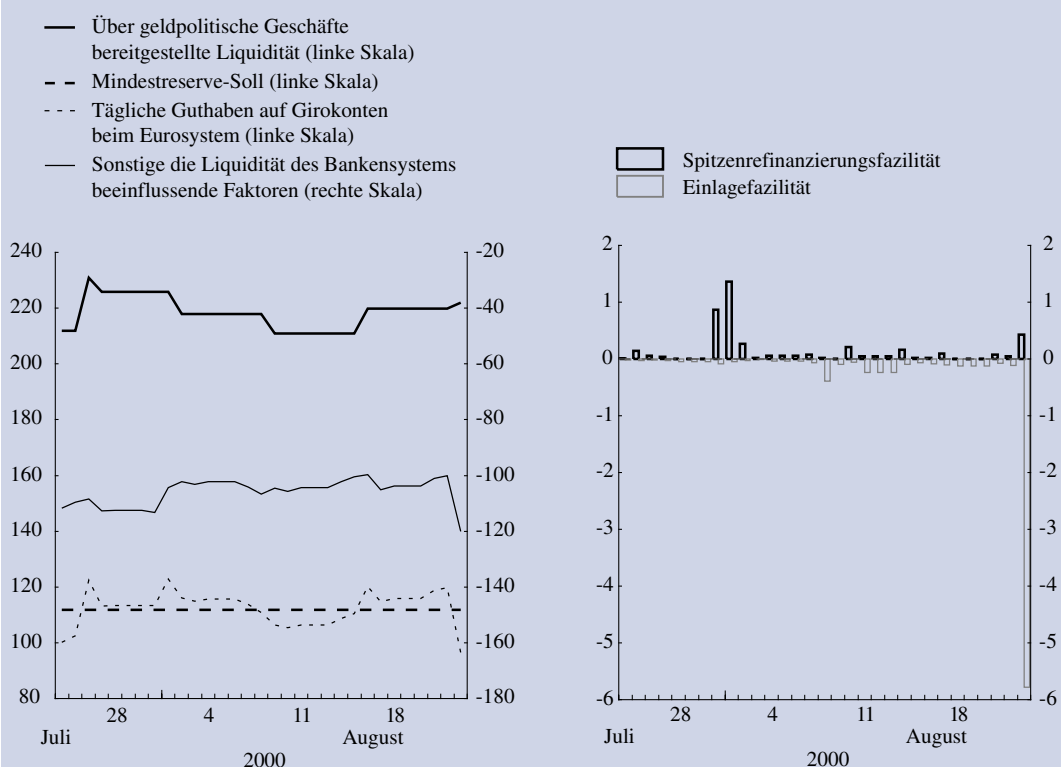 Über geldpolitische Geschäfte
bereitgestellte Liquidität (linke Skala)
Mindestreserve-Soll (linke Skala)
Tägliche Guthaben auf Girokonten
beim Eurosystem (linke Skala)
Sonstige die Liquidität des Bankensystems
beeinflussende Faktoren (rechte Skala)
240 -20
220 -40
200 -60
180 -80
160 -100
140 -120
120 -140
100 -160
80 -180
28 4 11 18
Juli August
2000
Spitzenrefinanzierungsfazilität
Einlagefazilität
2 2
1 1
0 0
-1 -1
-2 -2
-3 -3
-4 -4
-5 -5
-6 -6
28 4 11 18
Juli August
2000